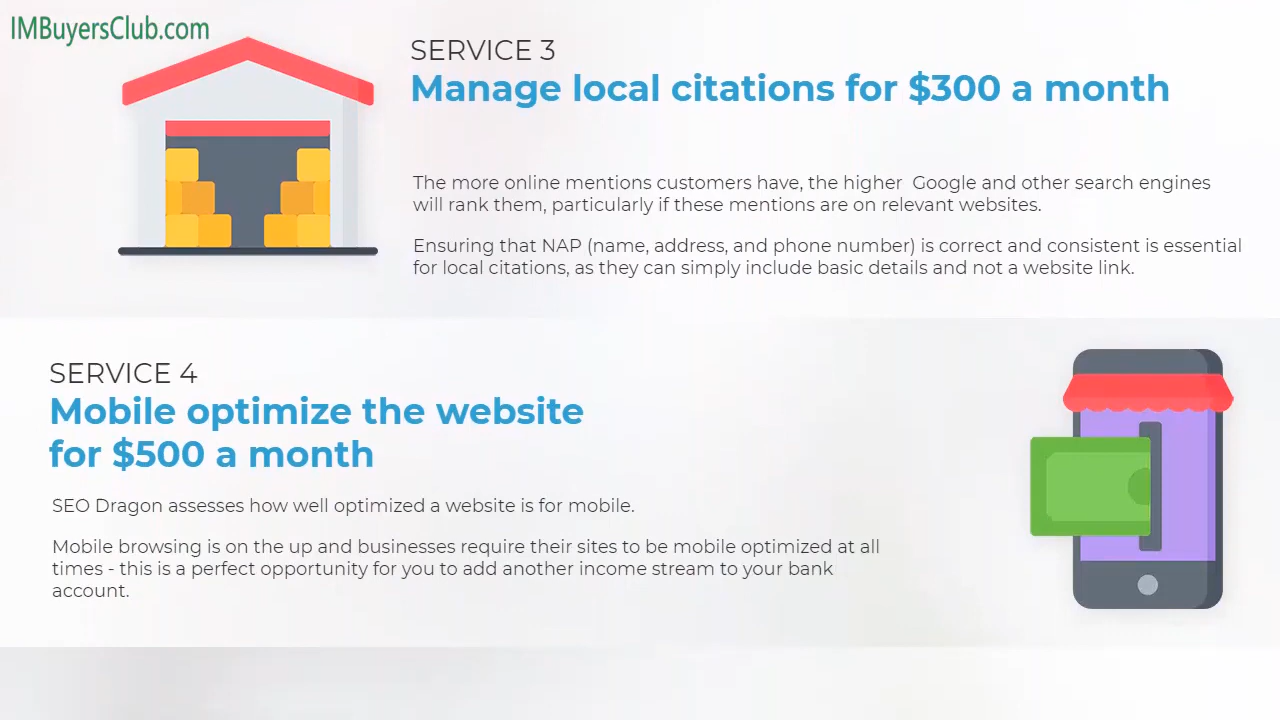 IMBuyersClub.com
SERVICE 3
Manage local citations for $300 a month
The more online mentions customers have, the higher  Google and other search engines
will rank them, particularly if these mentions are on relevant websites.
Ensuring that NAP (name, address, and phone number) is correct and consistent is essential
for local citations, as they can simply include basic details and not a website link.
SERVICE 4
Mobile optimize the website
for $500 a month
SEO Dragon assesses how well optimized a website is for mobile.
Mobile browsing is on the up and businesses require their sites to be mobile optimized at all
times - this is a perfect opportunity for you to add another income stream to your bank
account.